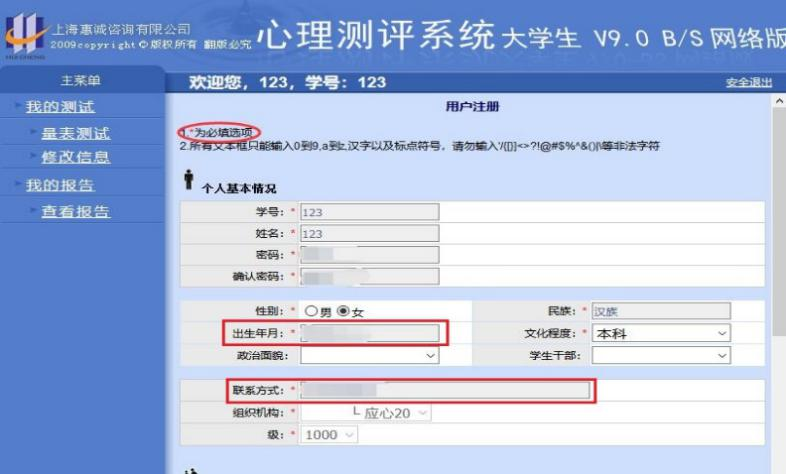 上海惠诚咨询有限公司
2009copyright©版权所有 翻版必究
HUI CHENG
心理测评系统 大学生 V9.0 B/S 网络版
主菜单
欢迎您，123，学号：123
安全退出
我的测试
量表测试
修改信息
我的报告
查看报告
用户注册
1.*为必填选项
2.所有文本框只能输入0到9,a到z,汉字以及标点符号，请勿输入'/{[}]<>?!@#$%^&()|\等非法字符
个人基本情况
学号：* 123
姓名：* 123
密码：*
确认密码：*
性别：* 男 女
民族：* 汉族
出生年月：*
文化程度：* 本科
政治面貌：
学生干部：
联系方式：*
组织机构：* └ 应心20
级：* 1000